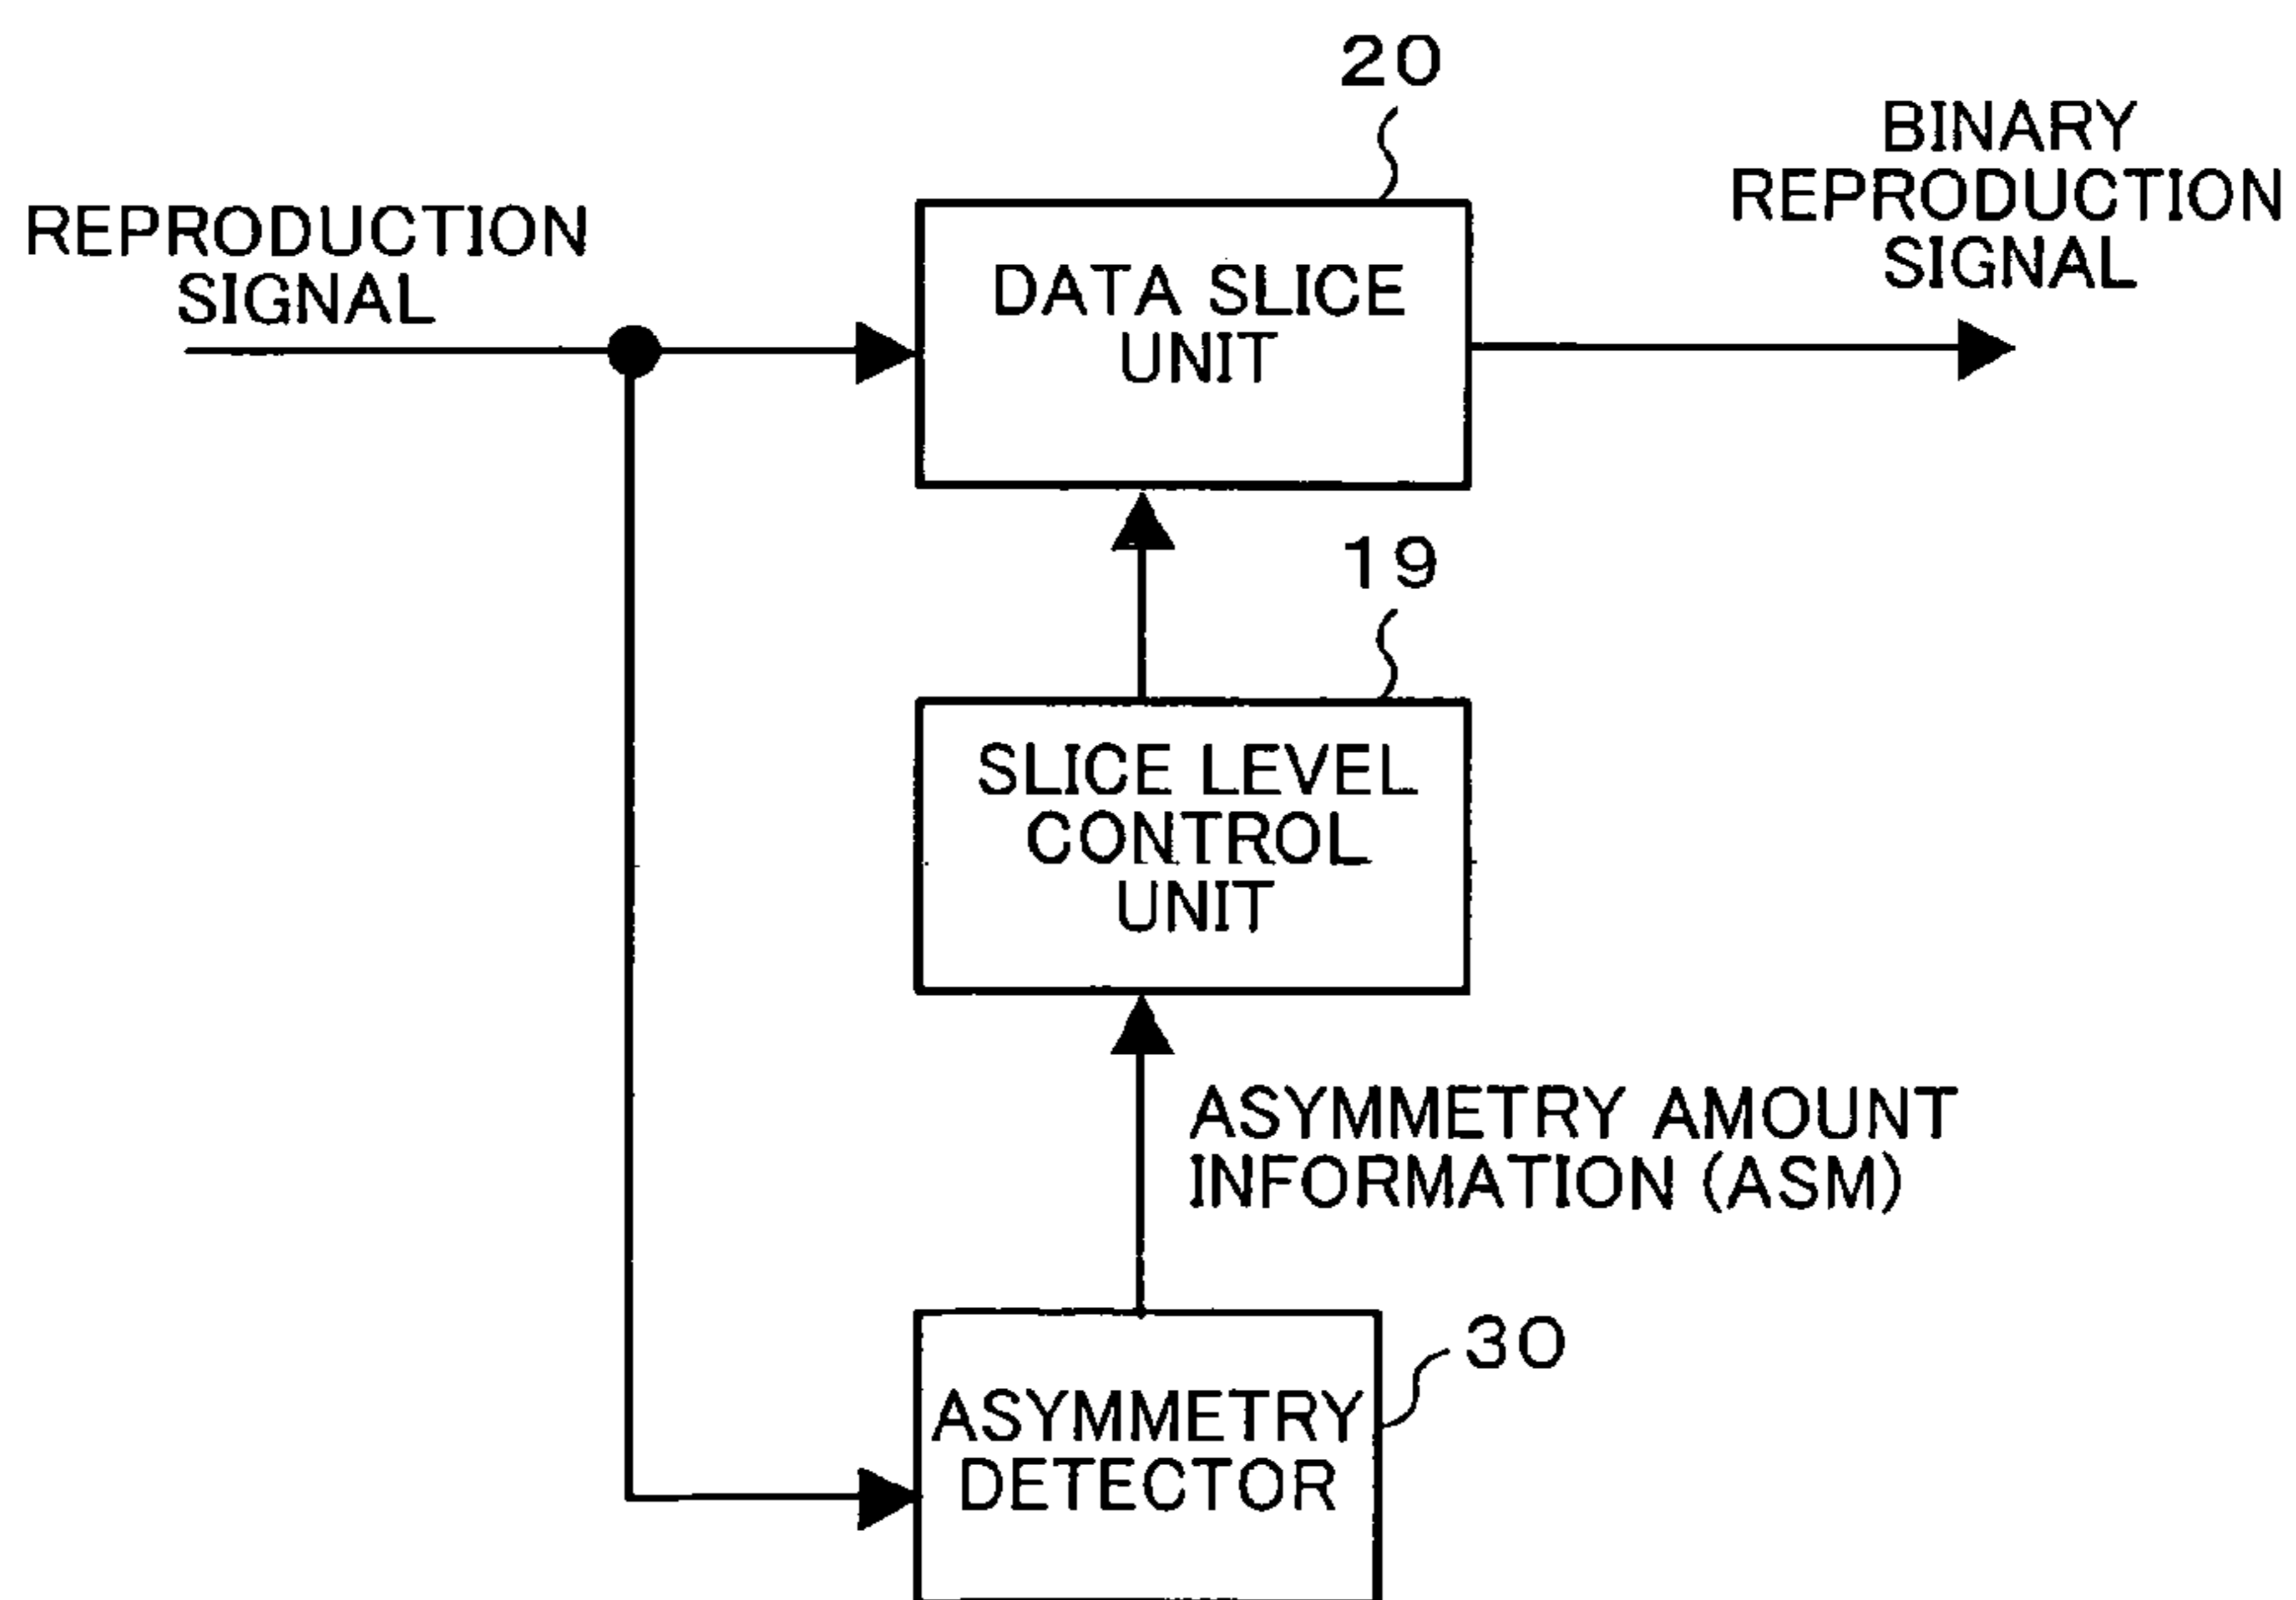 20
BINARY
REPRODUCTION
SIGNAL
REPRODUCTION
SIGNAL
DATA SLICE
UNIT
19
SLICE LEVEL
CONTROL
UNIT
ASYMMETRY AMOUNT
INFORMATION (ASM)
30
ASYMMETRY
DETECTOR